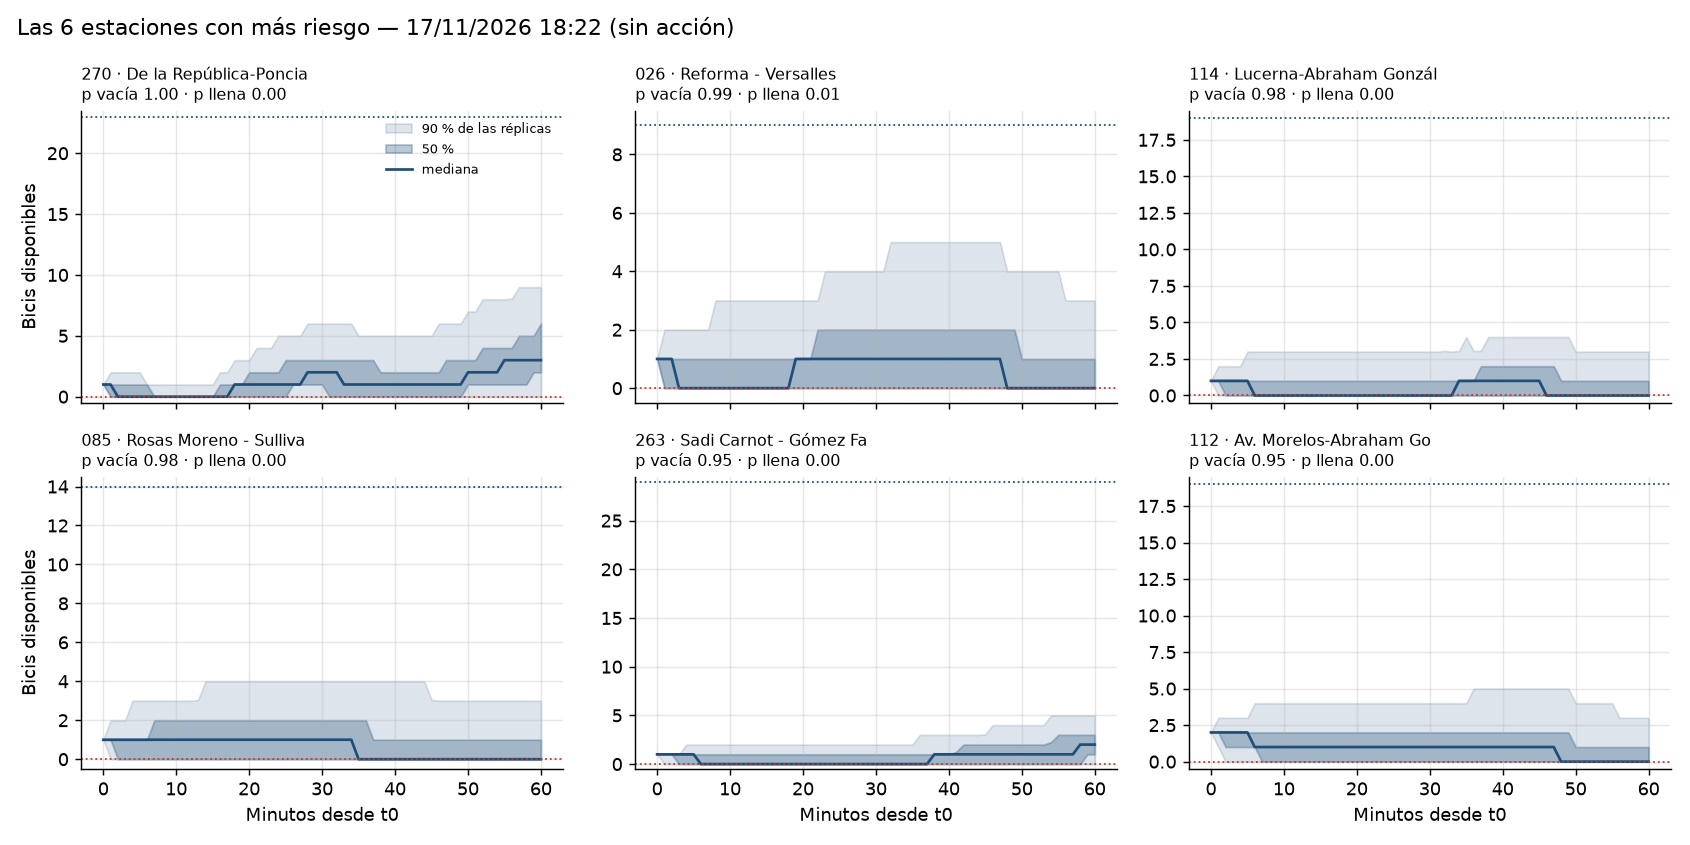 Las 6 estaciones con más riesgo — 17/11/2026 18:22 (sin acción)
270 · De la República-Poncia
p vacía 1.00 · p llena 0.00
90 % de las réplicas
50 %
mediana
20
15
10
5
0
Bicis disponibles
026 · Reforma - Versalles
p vacía 0.99 · p llena 0.01
8
6
4
2
0
114 · Lucerna-Abraham Gonzál
p vacía 0.98 · p llena 0.00
17.5
15.0
12.5
10.0
7.5
5.0
2.5
0.0
085 · Rosas Moreno - Sulliva
p vacía 0.98 · p llena 0.00
14
12
10
8
6
4
2
0
Bicis disponibles
0 10 20 30 40 50 60
Minutos desde t0
263 · Sadi Carnot - Gómez Fa
p vacía 0.95 · p llena 0.00
25
20
15
10
5
0
0 10 20 30 40 50 60
Minutos desde t0
112 · Av. Morelos-Abraham Go
p vacía 0.95 · p llena 0.00
17.5
15.0
12.5
10.0
7.5
5.0
2.5
0.0
0 10 20 30 40 50 60
Minutos desde t0